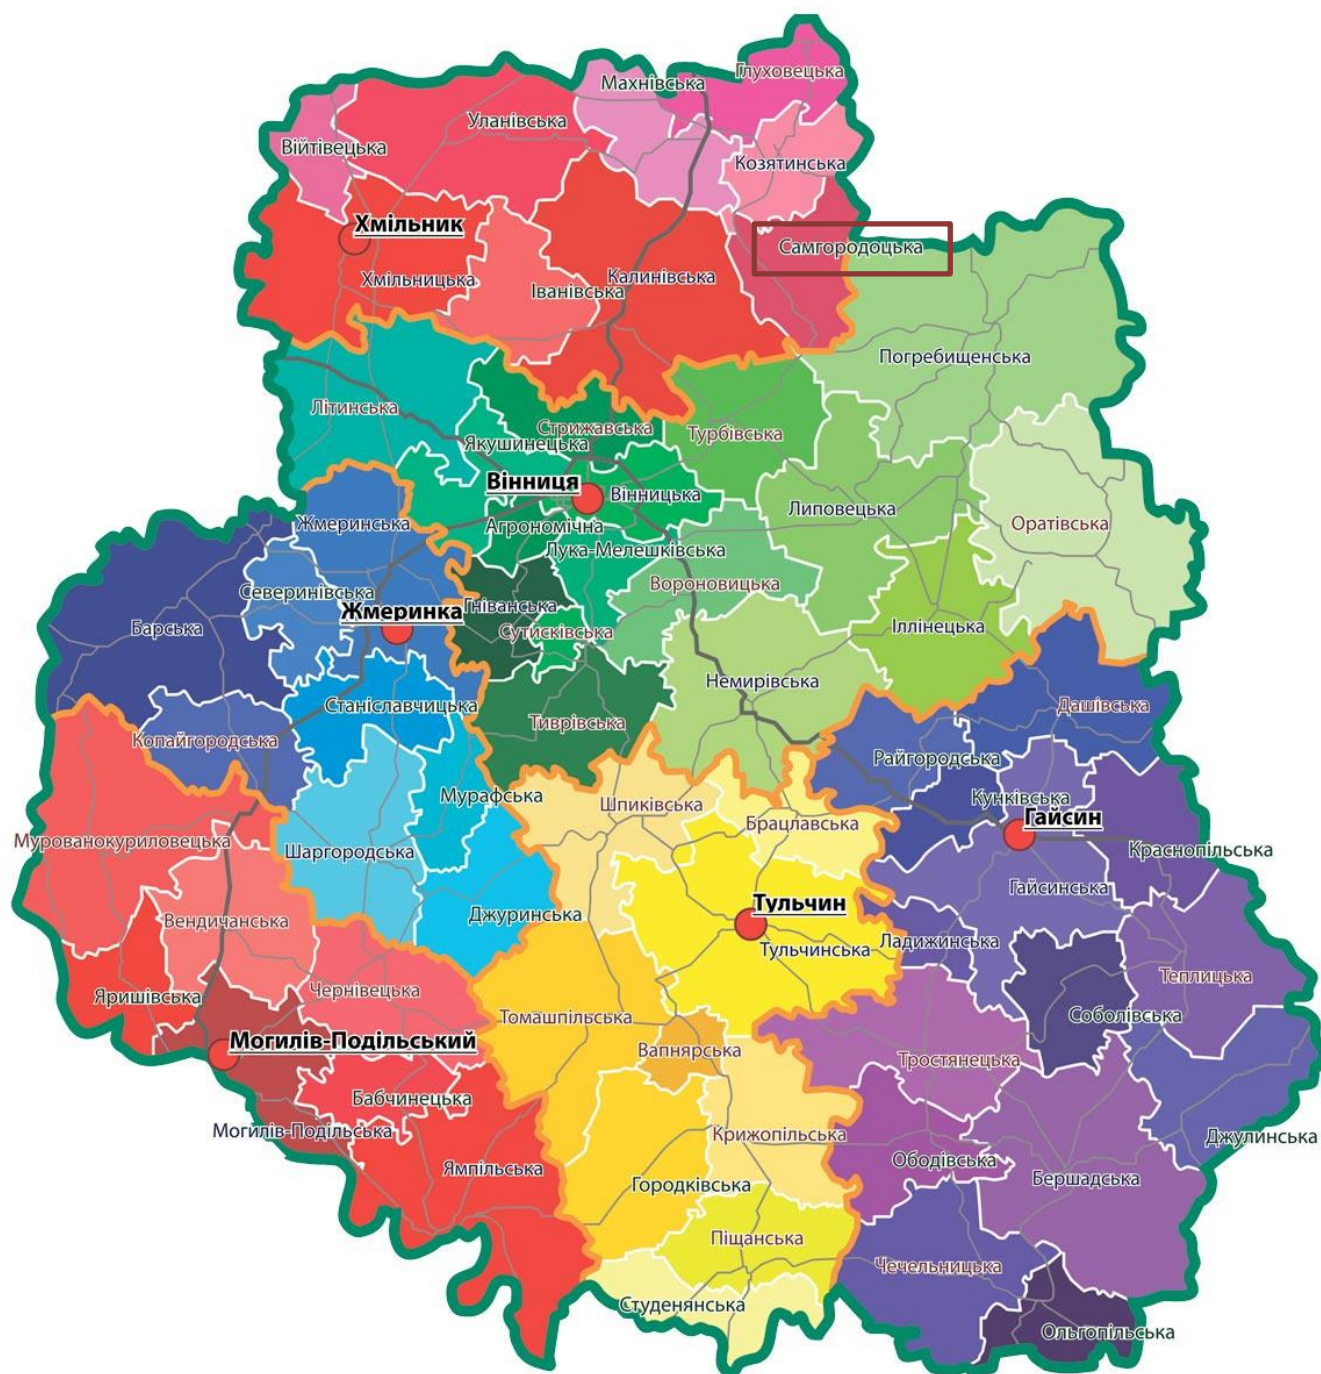 Глуховецька
Махнівська
Уланівська
Війтівецька
Козятинська
Хмільник
Самгородоцька
Хмільницька
Іванівська
Калинівська
Погребищенська
Літинська
Стрижавська
Турбівська
Якушинецька
Вінниця
Вінницька
Липовецька
Оратівська
Жмеринська
Агрономічна
Лука-Мелешківська
Вороновицька
Северинівська
Гніванська
Жмеринка
Барська
Сутисківська
Іллінецька
Немирівська
Станіславчицька
Дашівська
Тиврівська
Копайгородська
Райгородська
Мурафська
Шпиківська
Кунківська
Брацлавська
Гайсин
Мурованокуриловецька
Шаргородська
Краснопільська
Гайсинська
Тульчин
Вендичанська
Джуринська
Ладижинська
Тульчинська
Теплицька
Яришівська
Чернівецька
Томашпільська
Соболівська
Могилів-Подільський
Вапнярська
Тростянецька
Бабчинецька
Могилів-Подільська
Крижопільська
Джулинська
Ямпільська
Ободівська
Городківська
Бершадська
Піщанська
Чечельницька
Студенянська
Ольгопільська